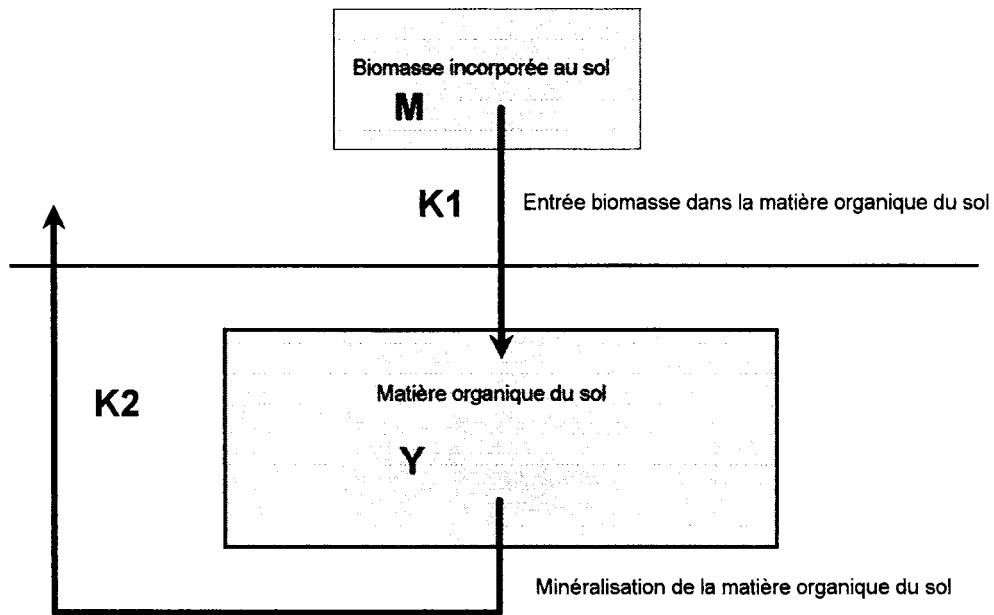 Biomasse incorporée au sol
M
K1
Entrée biomasse dans la matière organique du sol
K2
Matière organique du sol
Y
Minéralisation de la matière organique du sol